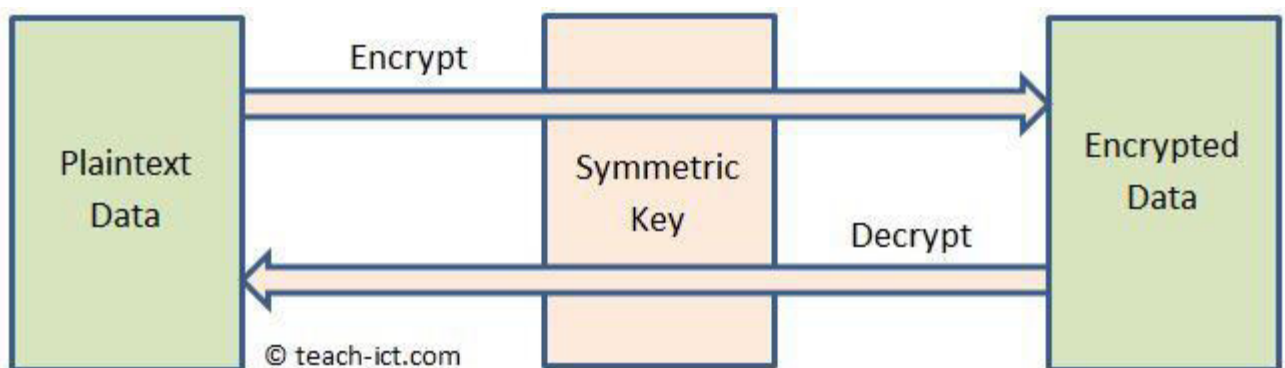 Encrypt
Plaintext
Data
Symmetric
Key
Encrypted
Data
Decrypt
© teach-ict.com